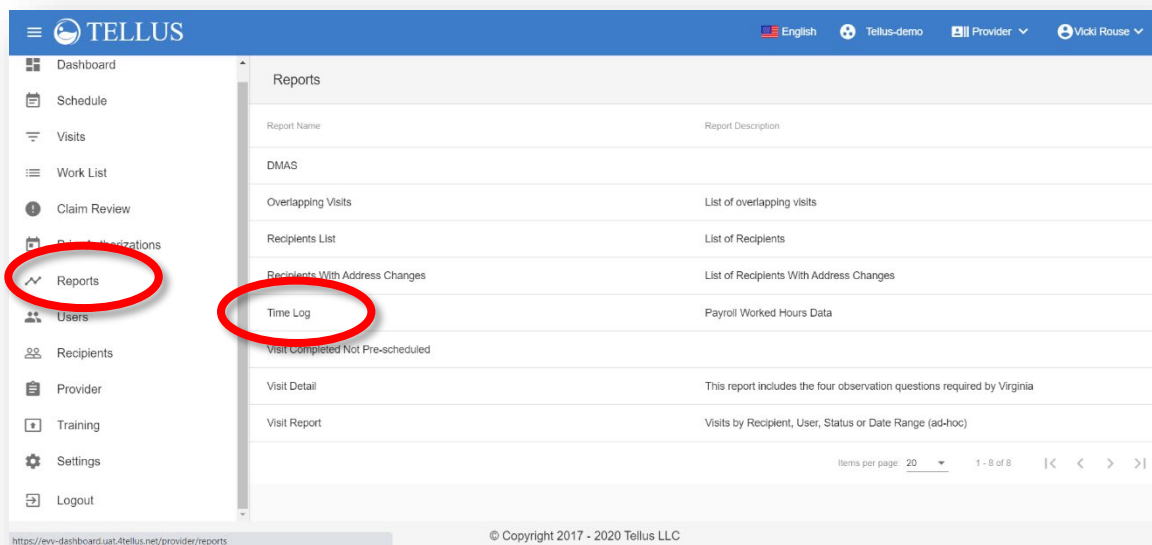 TELLUS
English
Tellus-demo
Provider
Vicki Rouse
Dashboard
Schedule
Visits
Work List
Claim Review
Prior Authorizations
Reports
Users
Recipients
Provider
Training
Settings
Logout
Reports
Report Name Report Description
DMAS
Overlapping Visits List of overlapping visits
Recipients List List of Recipients
Recipients With Address Changes List of Recipients With Address Changes
Time Log Payroll Worked Hours Data
Visit Completed Not Pre-scheduled
Visit Detail This report includes the four observation questions required by Virginia
Visit Report Visits by Recipient, User, Status or Date Range (ad-hoc)
Items per page: 20 1 - 8 of 8
https://evv-dashboard.uat.4tellus.net/provider/reports
© Copyright 2017 - 2020 Tellus LLC